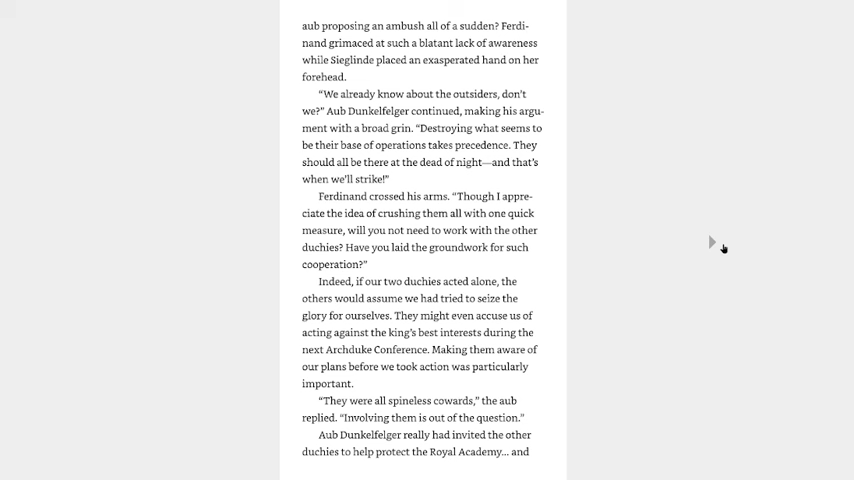 aub proposing an ambush all of a sudden? Ferdi-
nand grimaced at such a blatant lack of awareness
while Sieglinde placed an exasperated hand on her
forehead.
“We already know about the outsiders, don’t
we?” Aub Dunkelfelger continued, making his argu-
ment with a broad grin. “Destroying what seems to
be their base of operations takes precedence. They
should all be there at the dead of night—and that’s
when we’ll strike!”
Ferdinand crossed his arms. “Though I appre-
ciate the idea of crushing them all with one quick
measure, will you not need to work with the other
duchies? Have you laid the groundwork for such
cooperation?”
Indeed, if our two duchies acted alone, the
others would assume we had tried to seize the
glory for ourselves. They might even accuse us of
acting against the king’s best interests during the
next Archduke Conference. Making them aware of
our plans before we took action was particularly
important.
“They were all spineless cowards,” the aub
replied. “Involving them is out of the question.”
Aub Dunkelfelger really had invited the other
duchies to help protect the Royal Academy... and